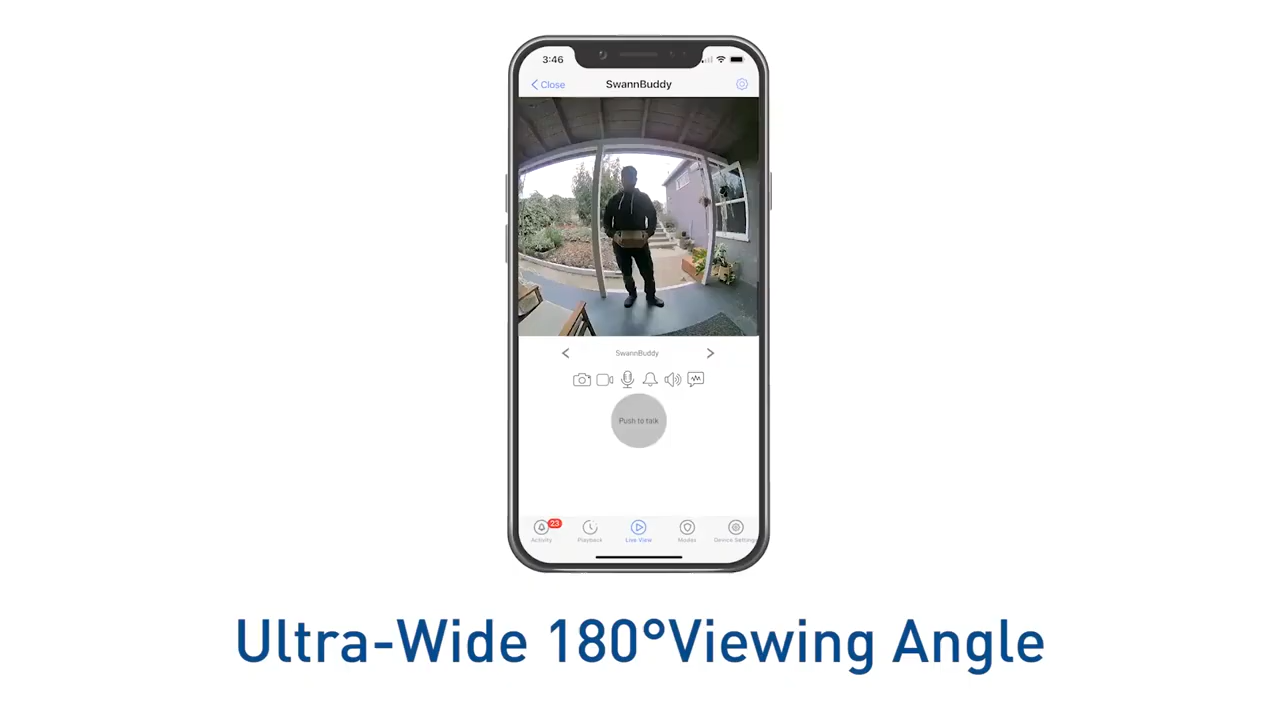 3:46
Close
SwannBuddy
SwannBuddy
Push to talk
23
Activity
Playback
Live View
Modes
Device Settings
Ultra-Wide 180°Viewing Angle